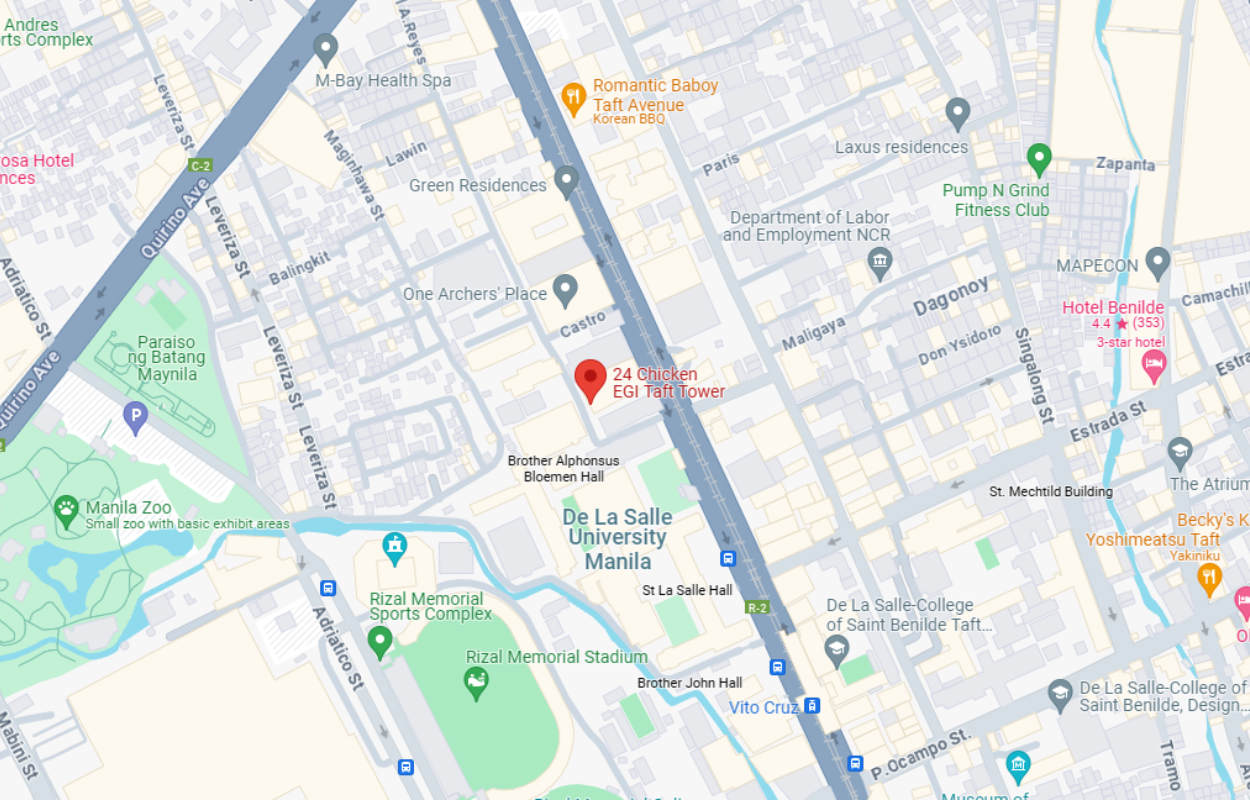 Andres
rts Complex
M-Bay Health Spa
A.Reyes
Romantic Baboy
Taft Avenue
Korean BBQ
Leveriza St
Maginhawa St
Lawin
Laxus residences
Paris
Zapanta
Pump N Grind
Fitness Club
rosa Hotel
nces
C-2
Quirino Ave
Green Residences
Department of Labor
and Employment NCR
Leveriza St
Balingkit
Adriatico St
One Archers' Place
Castro
MAPECON
Dagonoy
Camachil
Hotel Benilde
4.4 ★ (353)
3-star hotel
Maligaya
Don Ysidoro
Singalong St
Estra
Paraiso
ng Batang
Maynila
Leveriza St
24 Chicken
EGI Taft Tower
Quirino Ave
P
Leveriza St
Estrada St
Brother Alphonsus
Bloemen Hall
The Atrium
St. Mechtild Building
Manila Zoo
Small zoo with basic exhibit areas
De La Salle
University
Manila
Becky's K
Yoshimeatsu Taft
Yakiniku
St La Salle Hall
R-2
Rizal Memorial
Sports Complex
De La Salle-College
of Saint Benilde Taft...
Adriatico St
Rizal Memorial Stadium
Brother John Hall
Vito Cruz
De La Salle-College of
Saint Benilde, Design...
Mabini St
P.Ocampo St.
Tramo
Museum of